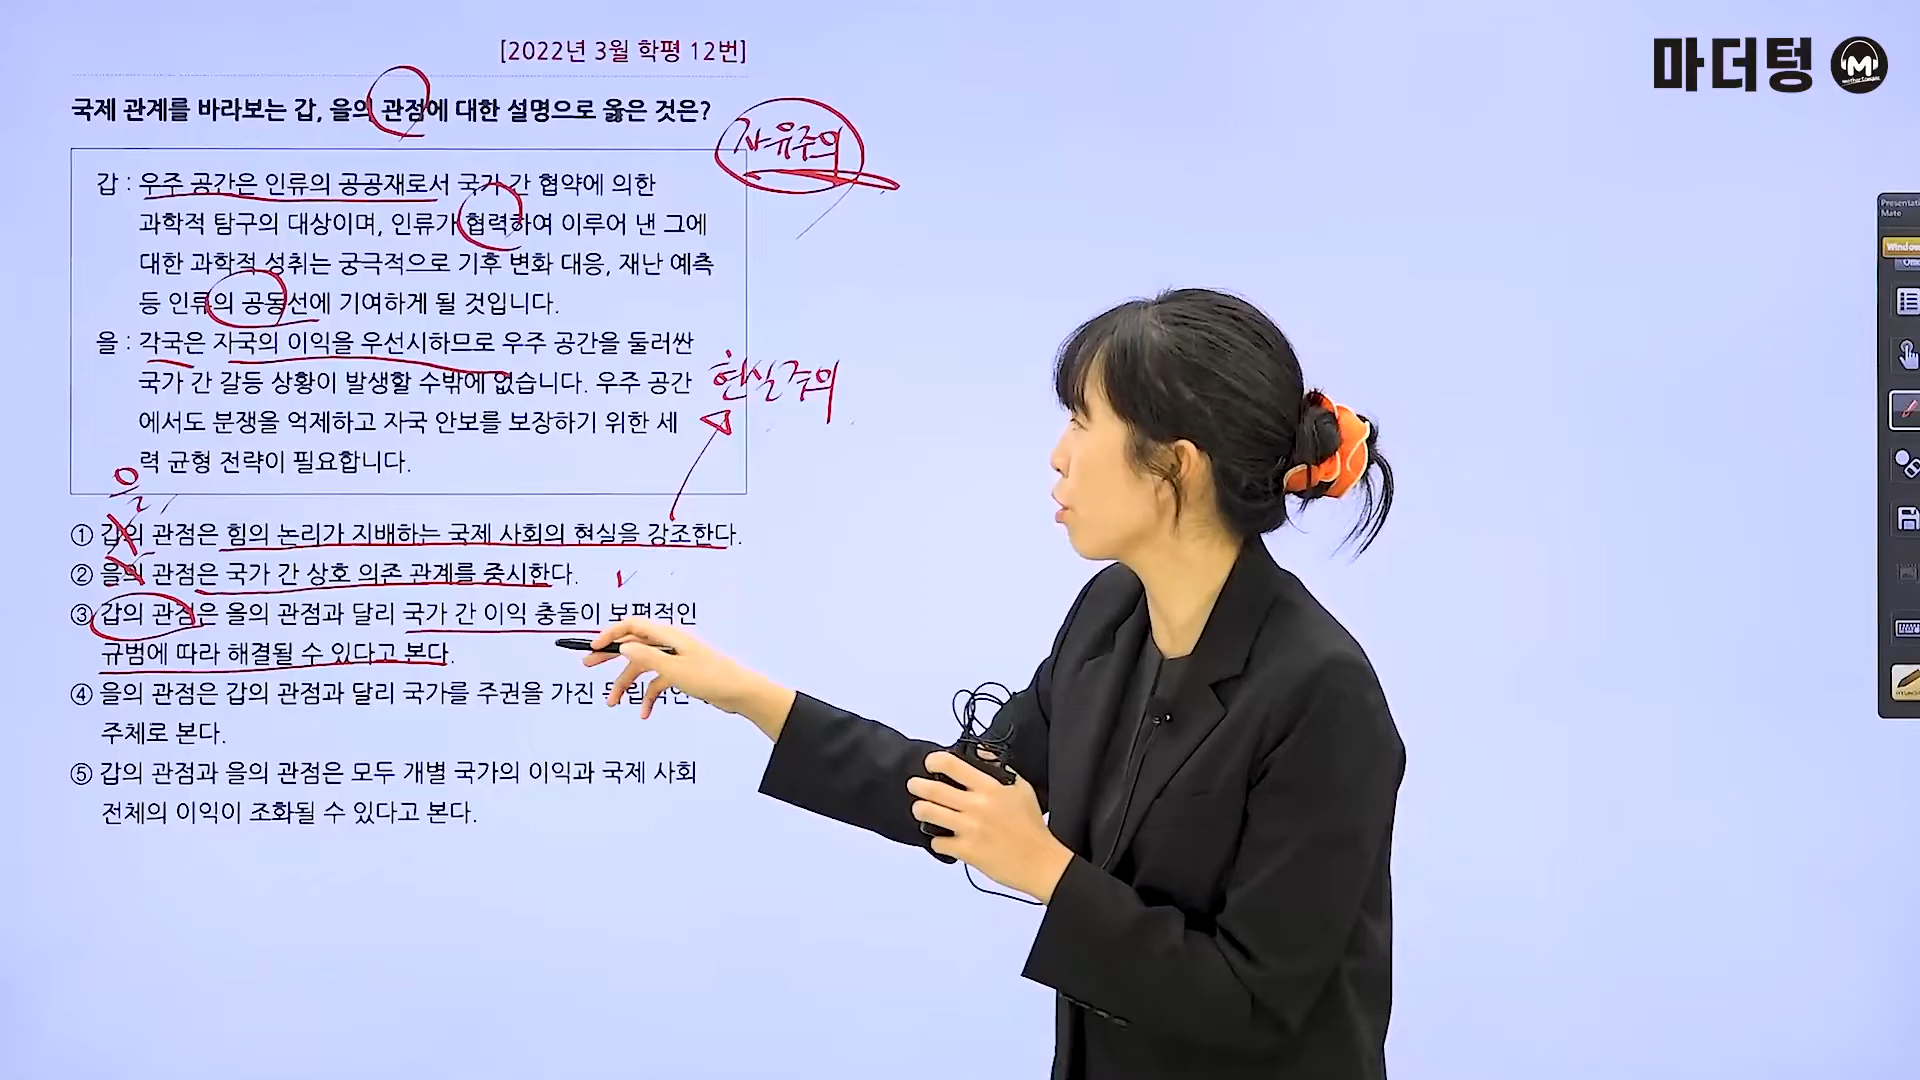 [2022년 3월 학평 12번]
마더텅
국제 관계를 바라보는 갑, 을의 관점에 대한 설명으로 옳은 것은?
자유주의
갑 : 우주 공간은 인류의 공공재로서 국가 간 협약에 의한
과학적 탐구의 대상이며, 인류가 협력하여 이루어 낸 그에
대한 과학적 성취는 궁극적으로 기후 변화 대응, 재난 예측
등 인류의 공동선에 기여하게 될 것입니다.
을 : 각국은 자국의 이익을 우선시하므로 우주 공간을 둘러싼
국가 간 갈등 상황이 발생할 수밖에 없습니다. 우주 공간
현실주의
에서도 분쟁을 억제하고 자국 안보를 보장하기 위한 세
력 균형 전략이 필요합니다.
을
① 갑의 관점은 힘의 논리가 지배하는 국제 사회의 현실을 강조한다.
② 을의 관점은 국가 간 상호 의존 관계를 중시한다.
③ 갑의 관점은 을의 관점과 달리 국가 간 이익 충돌이 보편적인
규범에 따라 해결될 수 있다고 본다.
④ 을의 관점은 갑의 관점과 달리 국가를 주권을 가진
주체로 본다.
⑤ 갑의 관점과 을의 관점은 모두 개별 국가의 이익과 국제 사회
전체의 이익이 조화될 수 있다고 본다.